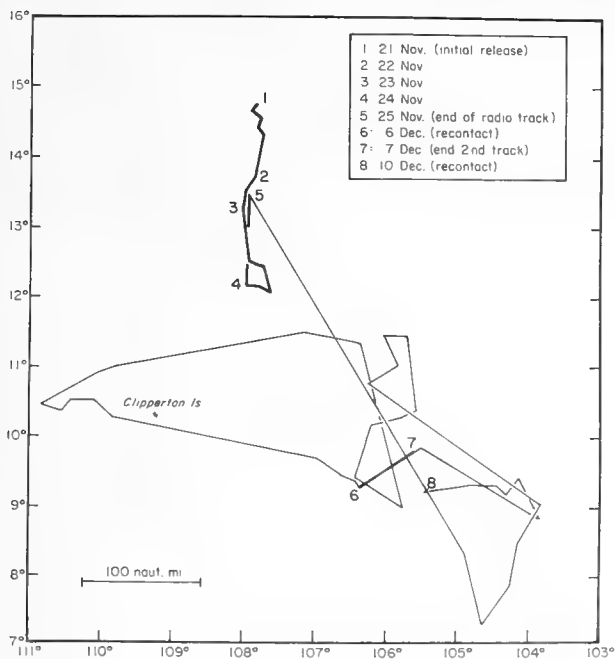 16°
15°
14°
13°
12°
11°
10°
9°
8°
7°
1 21 Nov. (initial release)
2 22 Nov
3 23 Nov
4 24 Nov
5 25 Nov. (end of radio track)
6 6 Dec. (recontact)
7 7 Dec (end 2nd track)
8 10 Dec. (recontact)
1
2
5
3
4
Clipperton Is
7
6
8
100 naut. mi
111° 110° 109° 108° 107° 106° 105° 104° 103°